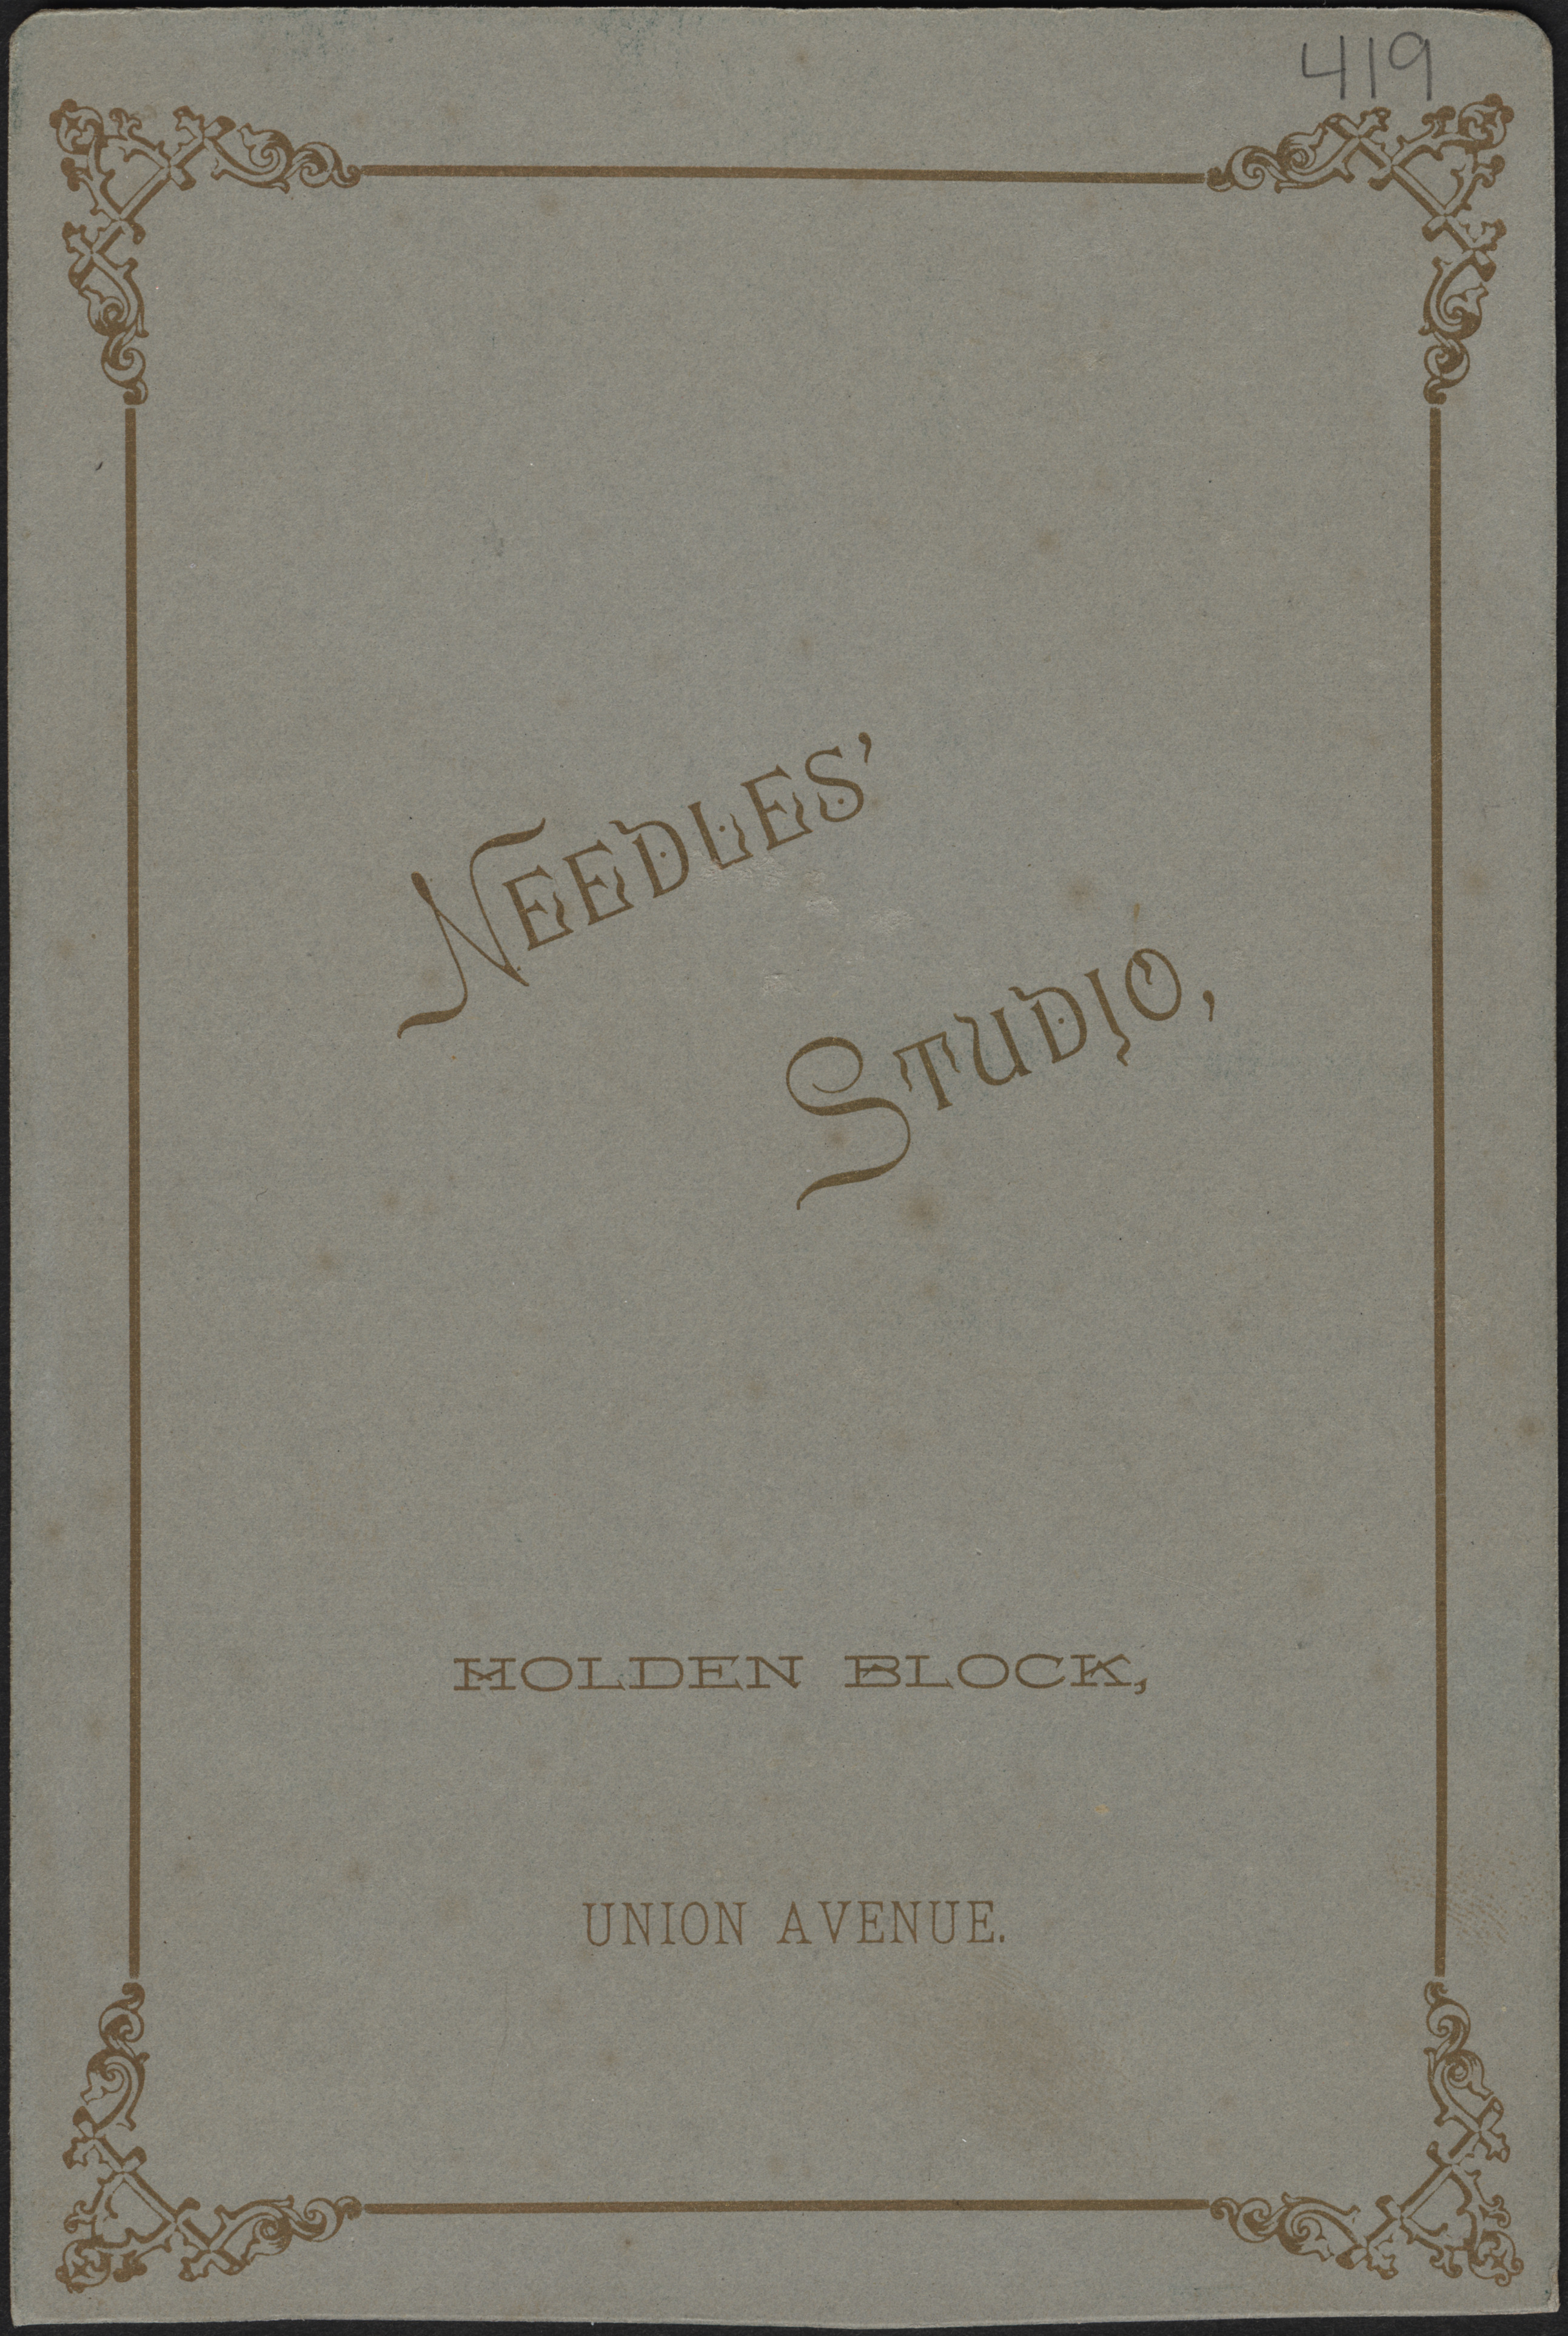 419
NEEDLES'
STUDIO,
HOLDEN BLOCK,
UNION AVENUE.